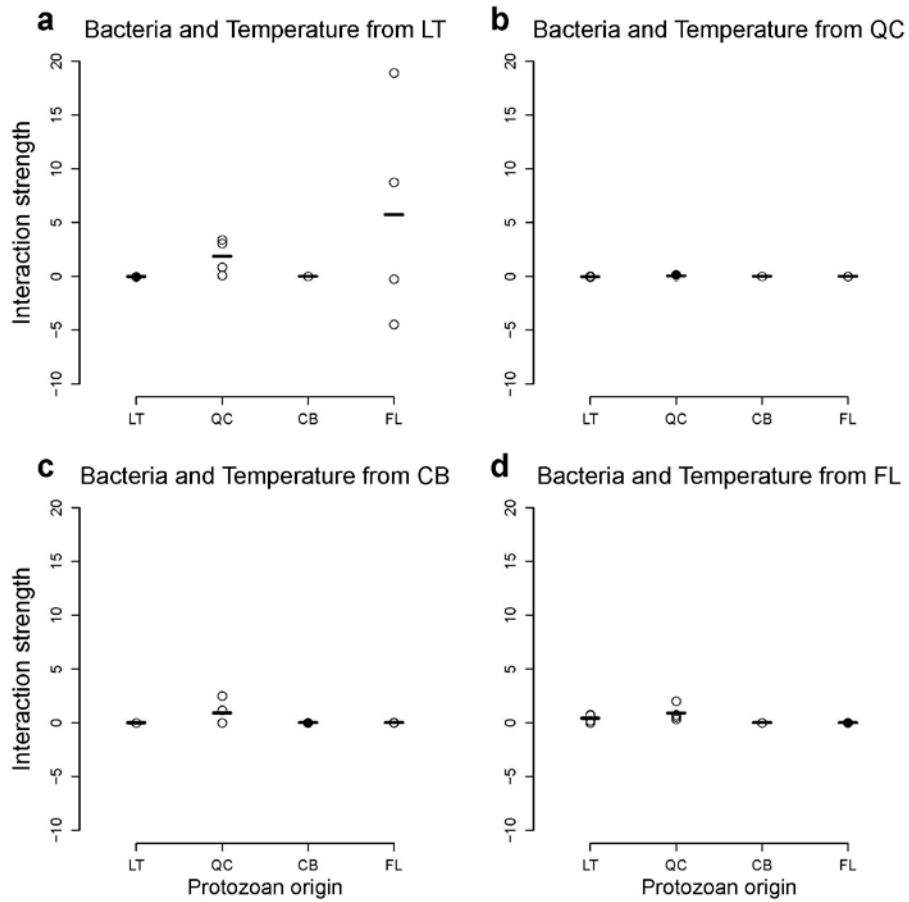 a Bacteria and Temperature from LT
20
15
10
5
0
−5
−10
Interaction strength
LT QC CB FL
b Bacteria and Temperature from QC
20
15
10
5
0
−5
−10
LT QC CB FL
c Bacteria and Temperature from CB
20
15
10
5
0
−5
−10
Interaction strength
LT QC CB FL
Protozoan origin
d Bacteria and Temperature from FL
20
15
10
5
0
−5
−10
LT QC CB FL
Protozoan origin